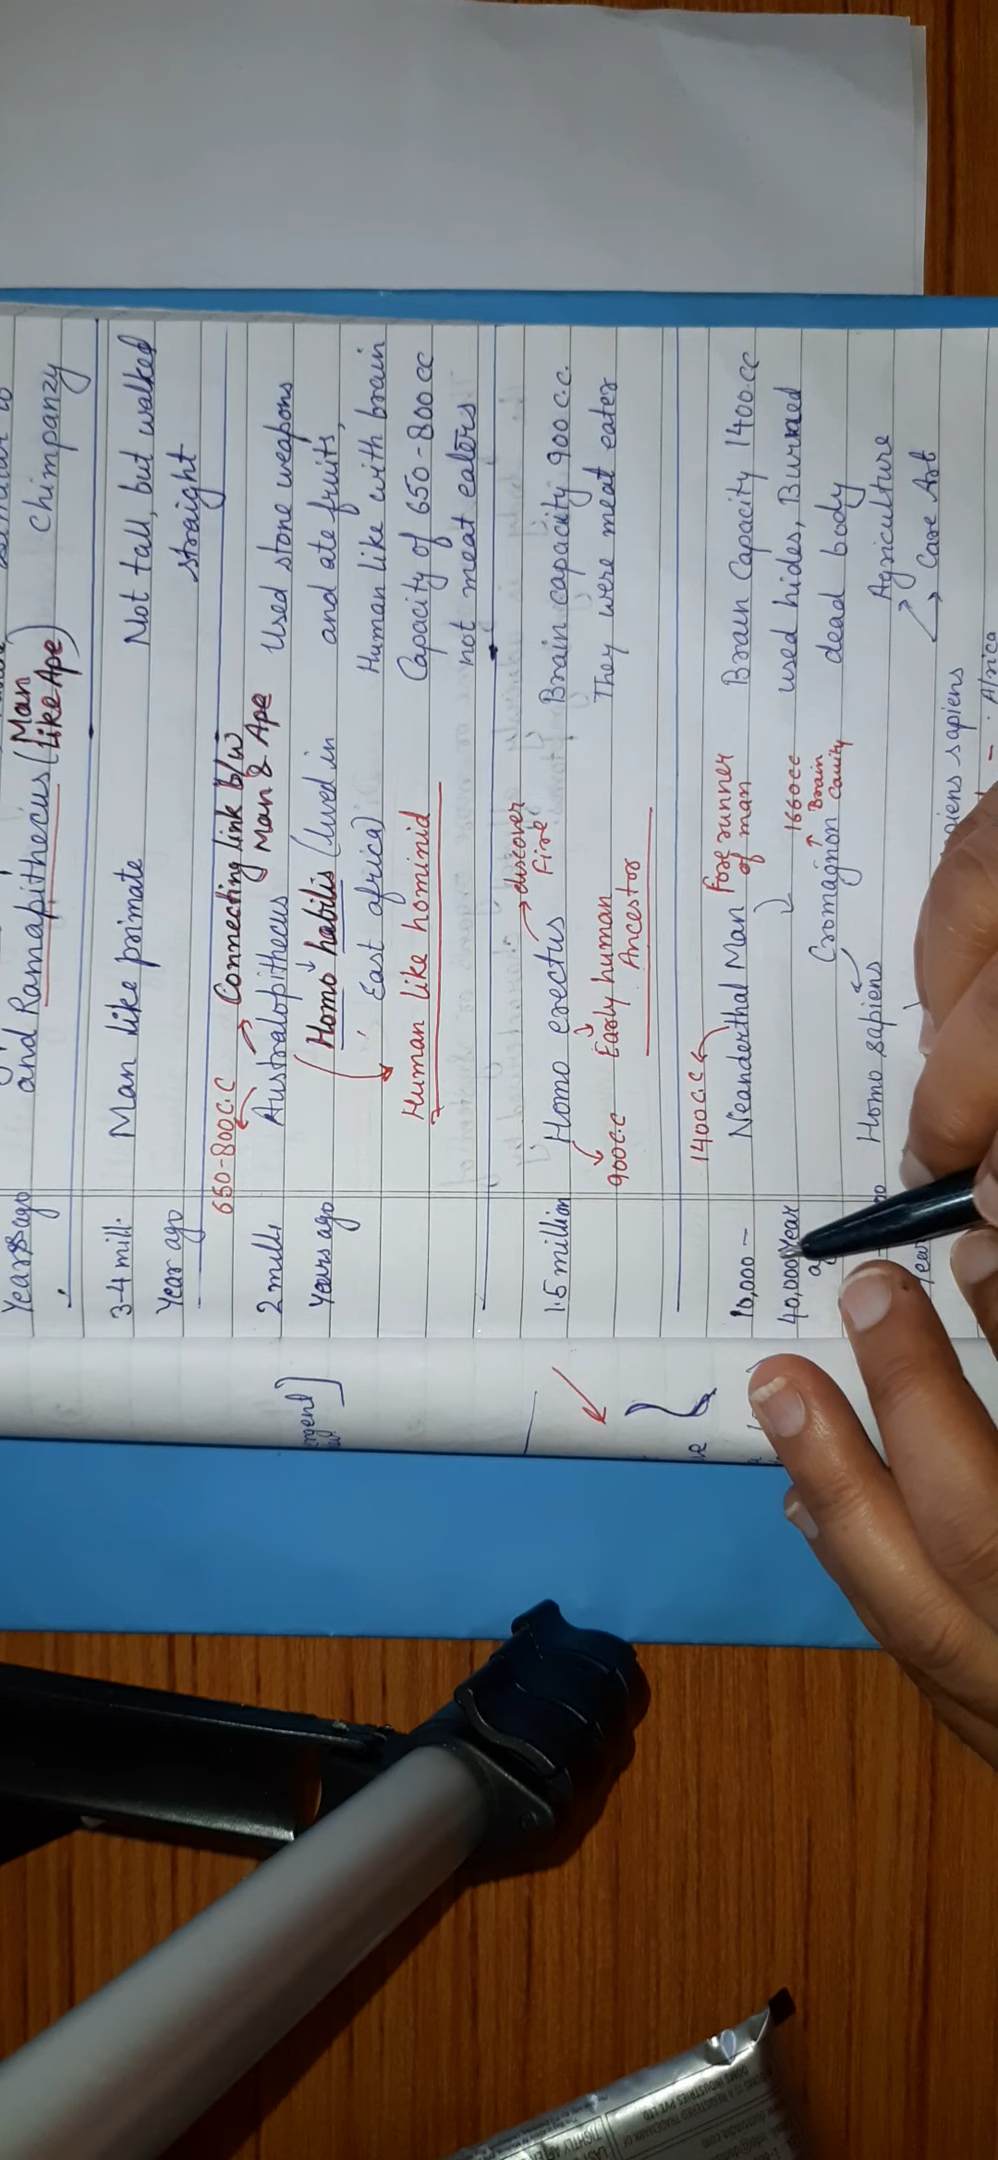 Years ago
and Ramapithecus (Man
like Ape)
Chimpanzy
3-4 mill.
Man like primate
Not tall, but walked
Year ago
straight
650-800c.c
Connecting link b/w
Man & Ape
2 mill.
Australopithecus
Used stone weapons
Years ago
(Homo habilis (lived in
and ate fruits,
East africa)
Human like with brain
Human like hominid
Capacity of 650-800cc
not meat eaters.
discover
fire
1.5 million
Homo erectus
Brain capacity 900 c.c.
900c.c
Early human
They were meat eater
Ancestor
1400c.c
Fore runner
of man
10,000 -
Neanderthal Man
Brain Capacity 1400.cc
40,000 Year
1660cc
used hides, Burried
Brain
Cromagnon
cavity
dead body
Homo sapiens
Agriculture
Cave Art
sapiens
Africa